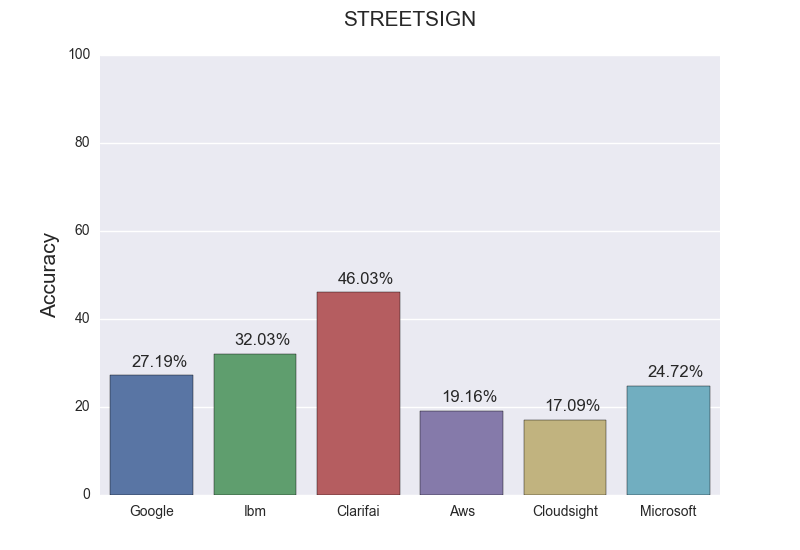 STREETSIGN
100
80
60
40
20
0
Accuracy
27.19%
32.03%
46.03%
19.16%
17.09%
24.72%
Google
Ibm
Clarifai
Aws
Cloudsight
Microsoft